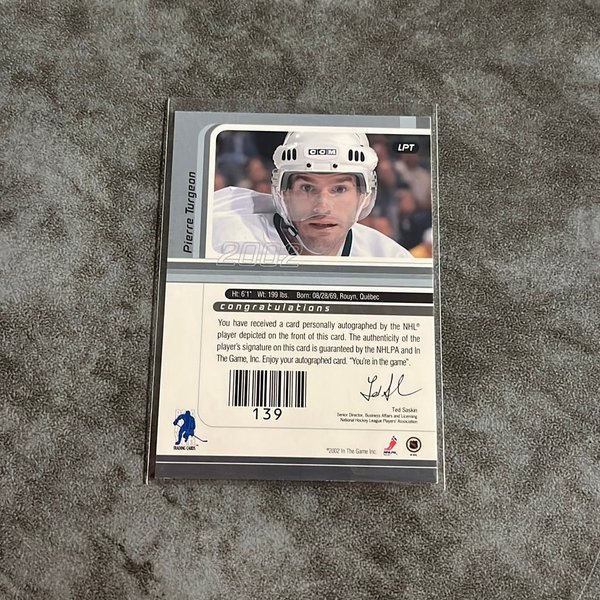 CCM
LPT
Pierre Turgeon
2002
Ht: 6'1" Wt: 199 lbs. Born: 08/28/69, Rouyn, Québec
congratulations
You have received a card personally autographed by the NHL®
player depicted on the front of this card. The authenticity of the
player's signature on this card is guaranteed by the NHLPA and In
The Game, Inc. Enjoy your autographed card. "You're in the game".
139
Ted Saskin
Senior Director, Business Affairs and Licensing
National Hockey League Players' Association
TRADING CARDS
©2002 In The Game Inc.
NHLPA